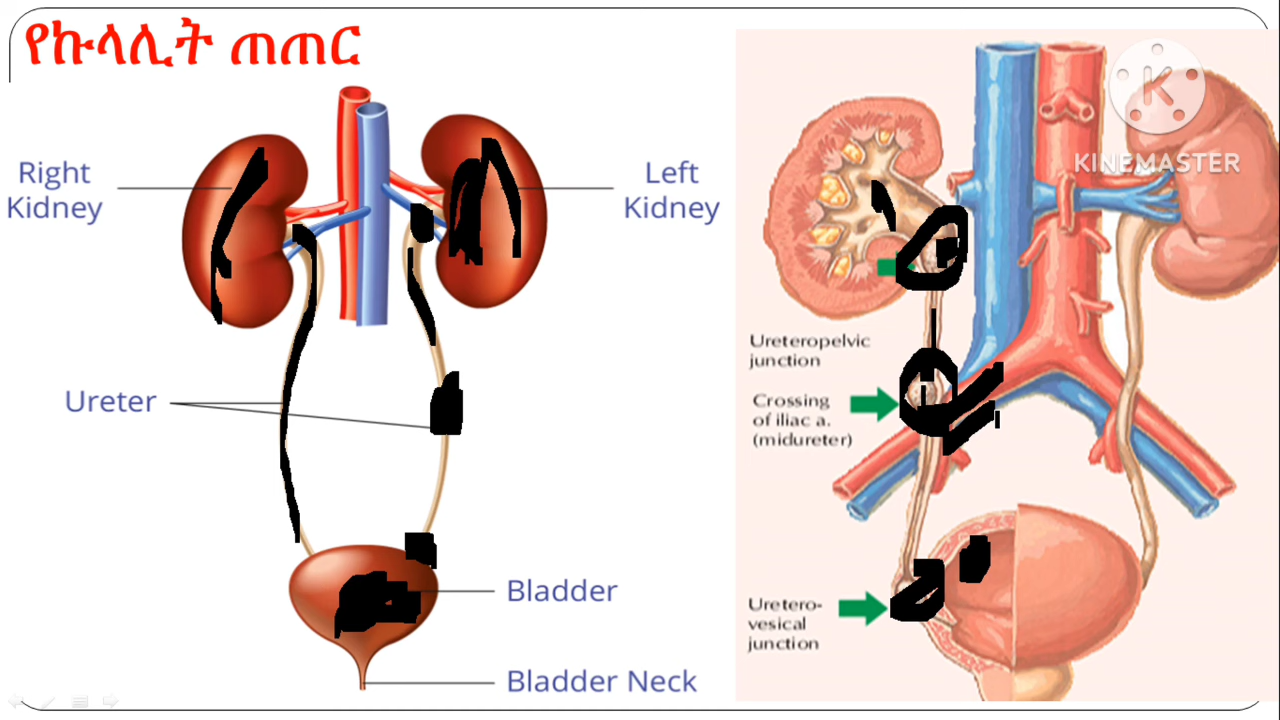 የኩላሊት ጠጠር
Right
Kidney
Left
Kidney
Ureter
Bladder
Bladder Neck
K
KINEMASTER
Ureteropelvic
junction
Crossing
of iliac a.
(midureter)
Uretero-
vesical
junction